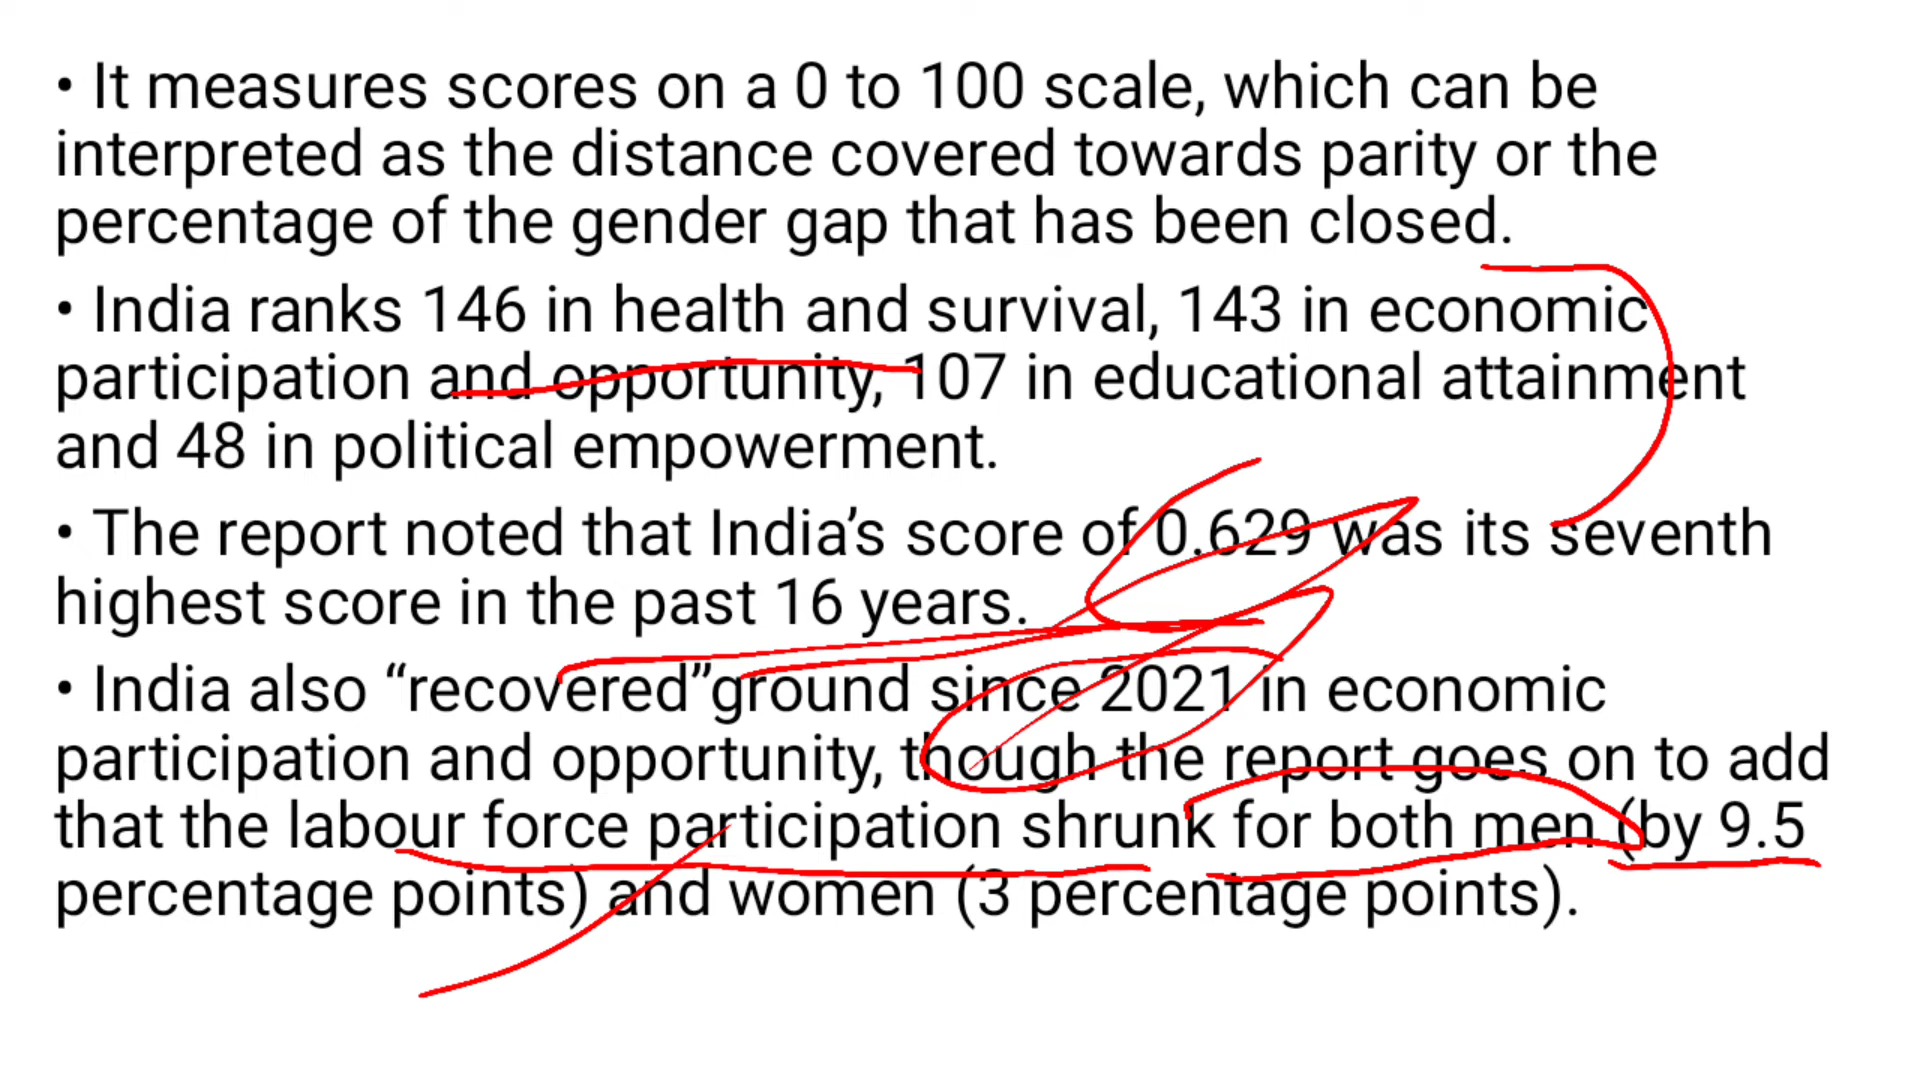 • It measures scores on a 0 to 100 scale, which can be
interpreted as the distance covered towards parity or the
percentage of the gender gap that has been closed.
• India ranks 146 in health and survival, 143 in economic
participation and opportunity, 107 in educational attainment
and 48 in political empowerment.
• The report noted that India’s score of 0.629 was its seventh
highest score in the past 16 years.
• India also “recovered”ground since 2021 in economic
participation and opportunity, though the report goes on to add
that the labour force participation shrunk for both men (by 9.5
percentage points) and women (3 percentage points).